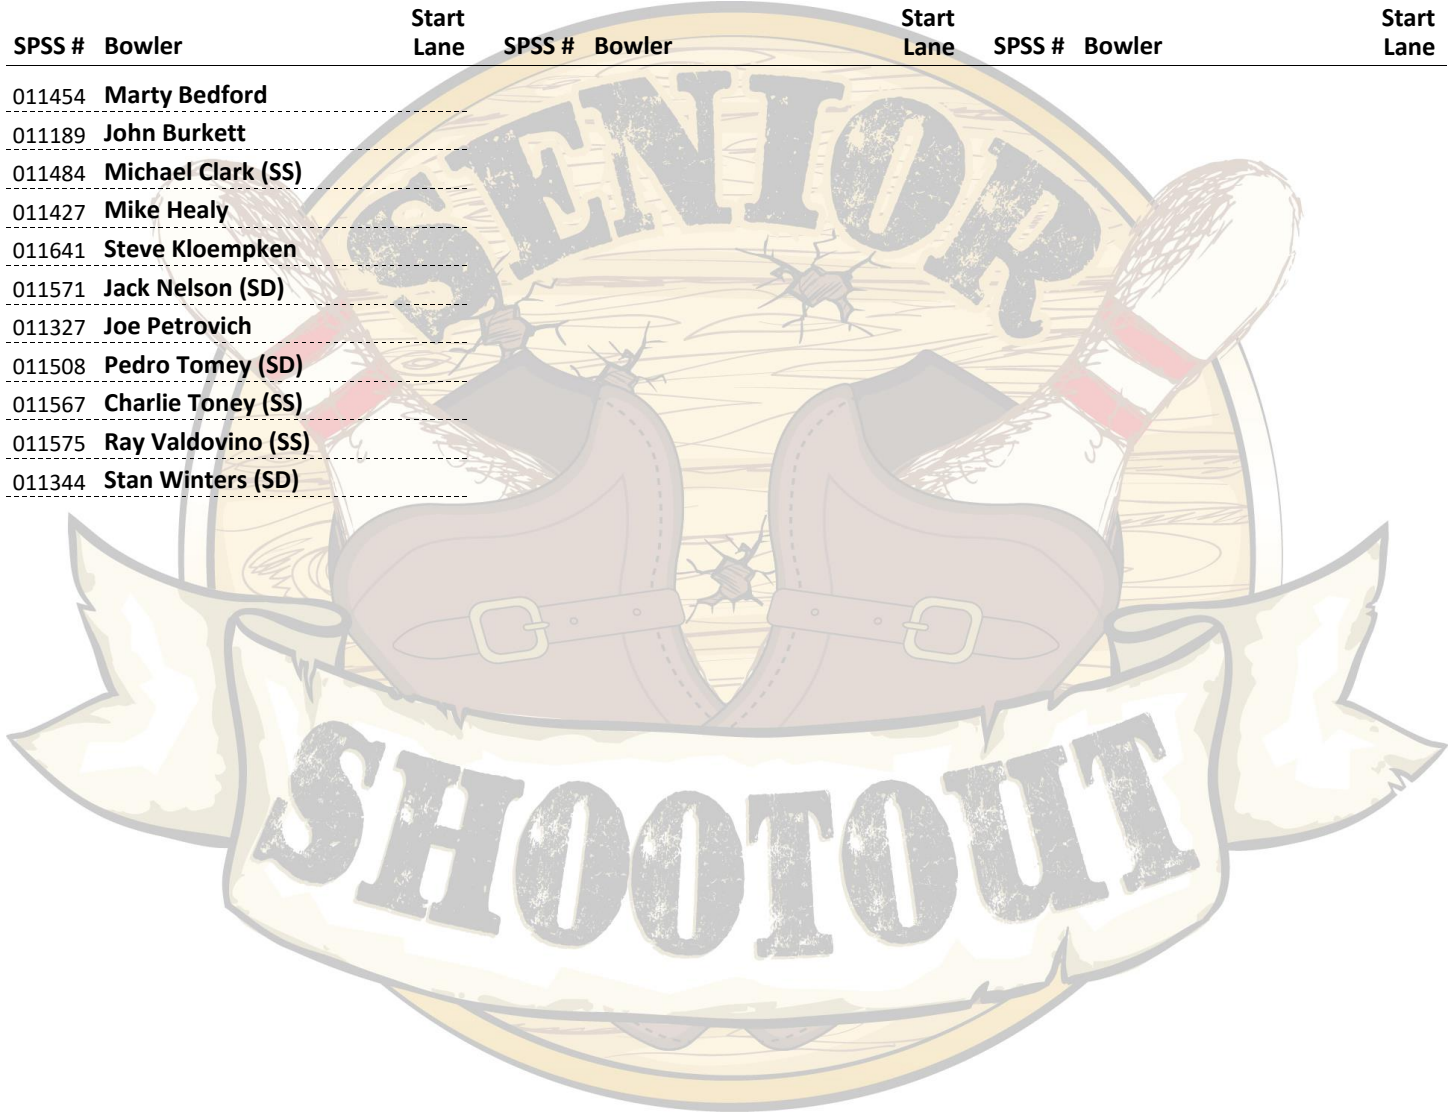 SPSS # Bowler Start Lane SPSS # Bowler Start Lane SPSS # Bowler Start Lane
011454 Marty Bedford
011189 John Burkett
011484 Michael Clark (SS)
011427 Mike Healy
011641 Steve Kloempken
011571 Jack Nelson (SD)
011327 Joe Petrovich
011508 Pedro Tomey (SD)
011567 Charlie Toney (SS)
011575 Ray Valdovino (SS)
011344 Stan Winters (SD)
SENIOR
SHOOTOUT